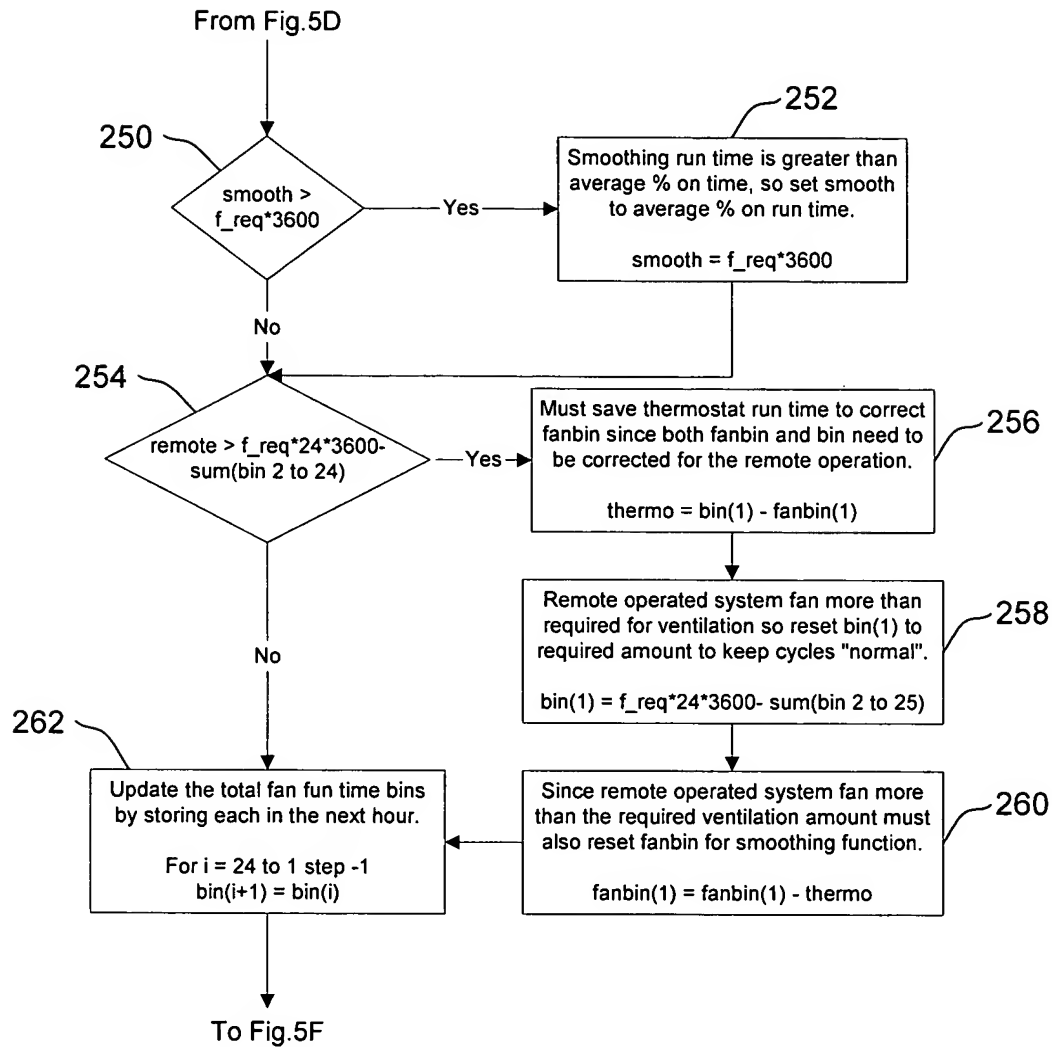 From Fig.5D
250
smooth >
f_req*3600
Yes
252
Smoothing run time is greater than
average % on time, so set smooth
to average % on run time.
smooth = f_req*3600
No
254
remote > f_req*24*3600-
sum(bin 2 to 24)
Yes
Must save thermostat run time to correct
fanbin since both fanbin and bin need to
be corrected for the remote operation.
thermo = bin(1) - fanbin(1)
256
Remote operated system fan more than
required for ventilation so reset bin(1) to
required amount to keep cycles "normal".
bin(1) = f_req*24*3600- sum(bin 2 to 25)
258
No
262
Update the total fan fun time bins
by storing each in the next hour.
For i = 24 to 1 step -1
bin(i+1) = bin(i)
Since remote operated system fan more
than the required ventilation amount must
also reset fanbin for smoothing function.
fanbin(1) = fanbin(1) - thermo
260
To Fig.5F